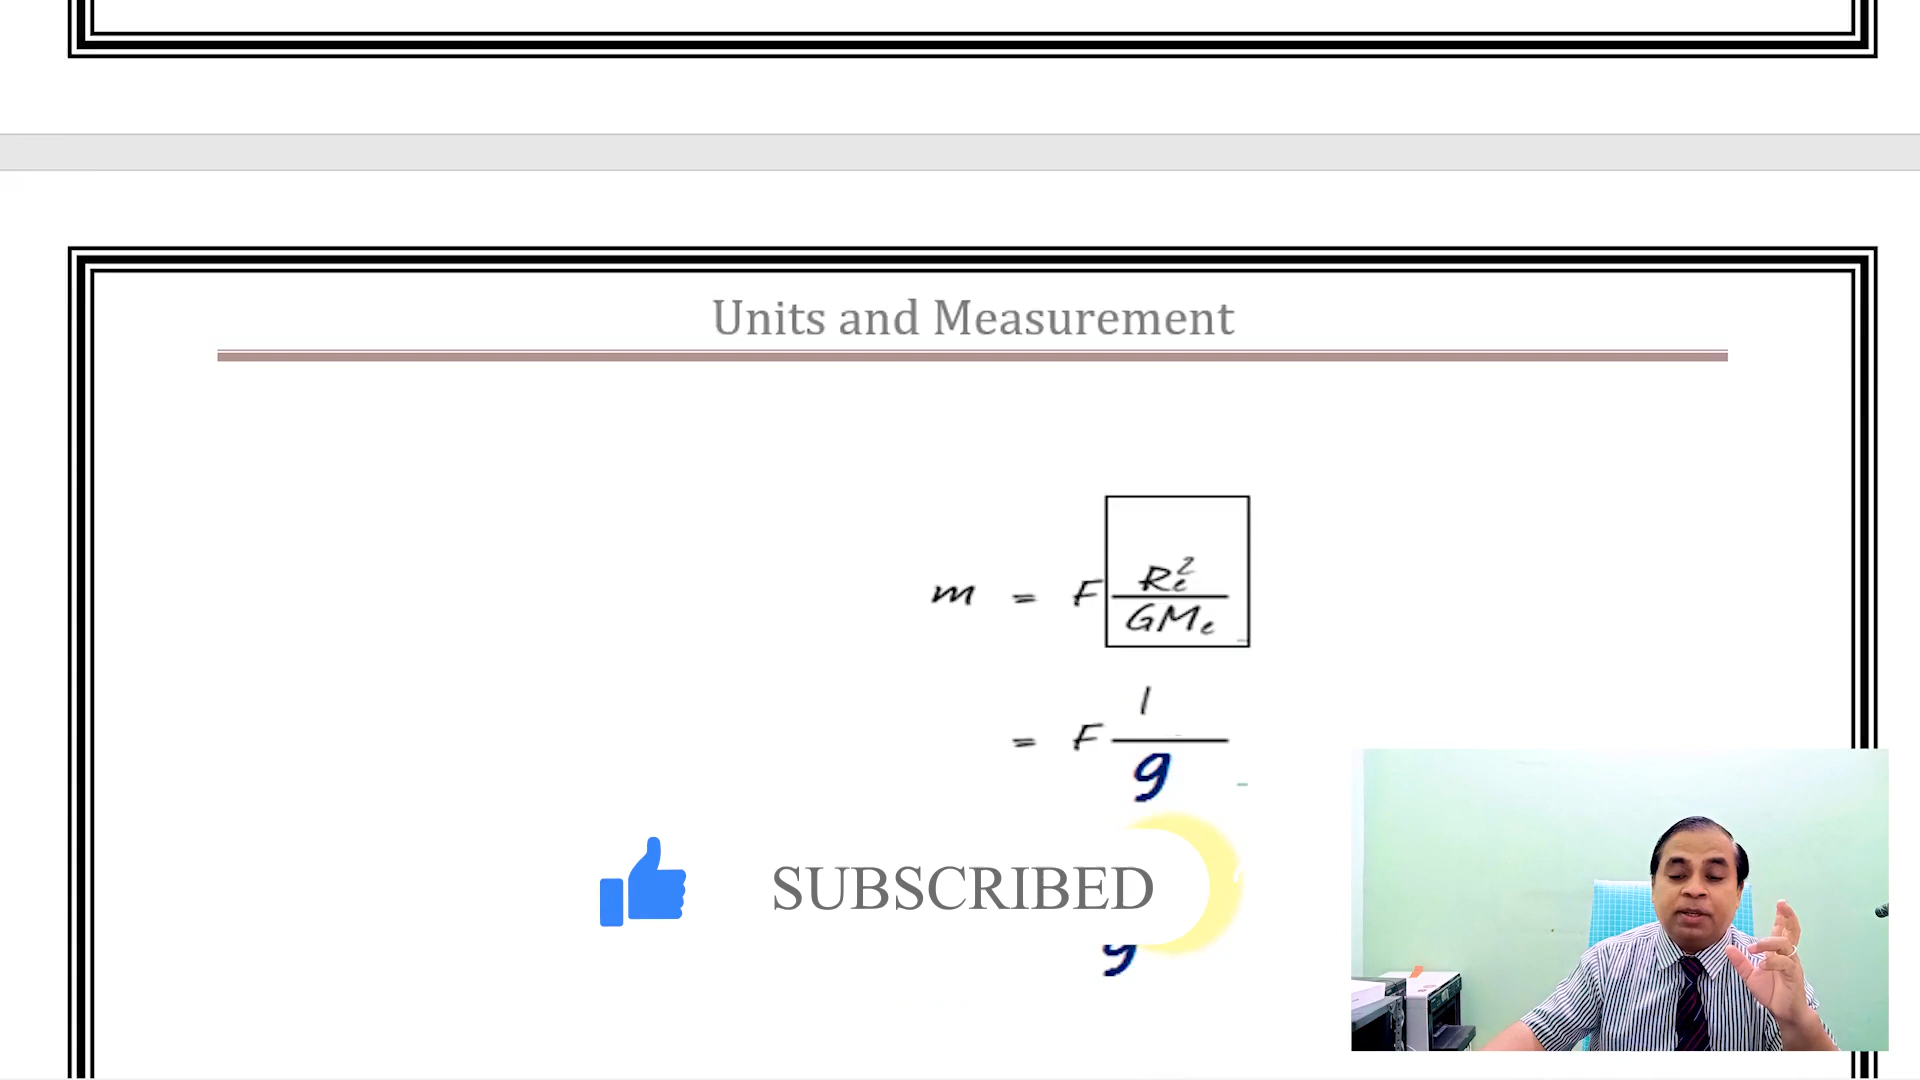 Units and Measurement
m = F Re²/GMe
= F 1/g
SUBSCRIBED
g